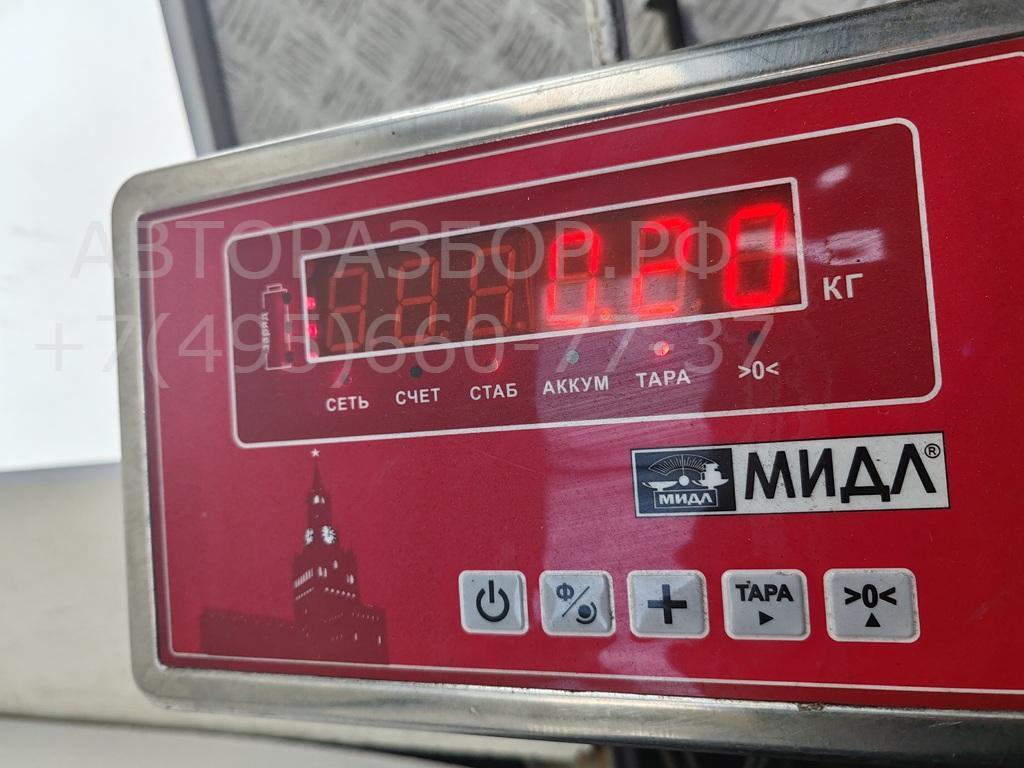 АВТОРАЗБОР.РФ
+7(495)660-77-37
0.20
КГ
Заряд
СЕТЬ СЧЕТ СТАБ АККУМ ТАРА >0<
МИДЛ МИДЛ®
Ф ТАРА >0<